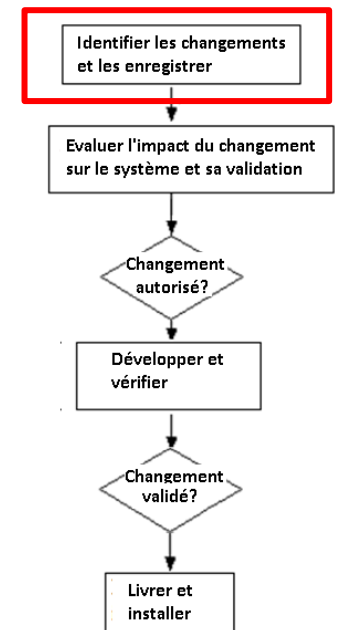 Identifier les changements
et les enregistrer
Evaluer l'impact du changement
sur le système et sa validation
Changement
autorisé?
Développer et
vérifier
Changement
validé?
Livrer et
installer